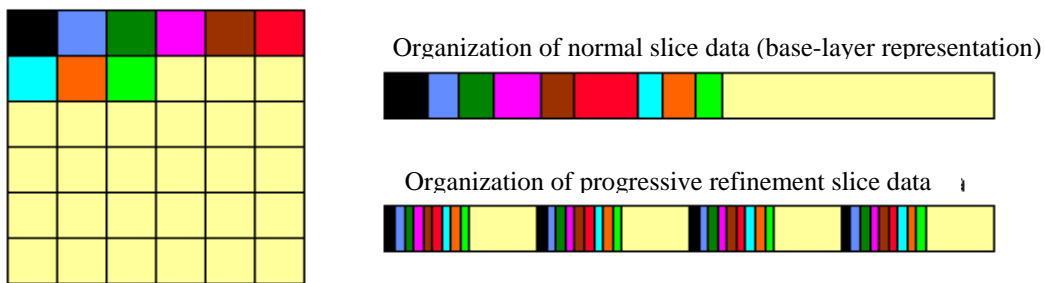 Organization of normal slice data (base-layer representation)
Organization of progressive refinement slice data